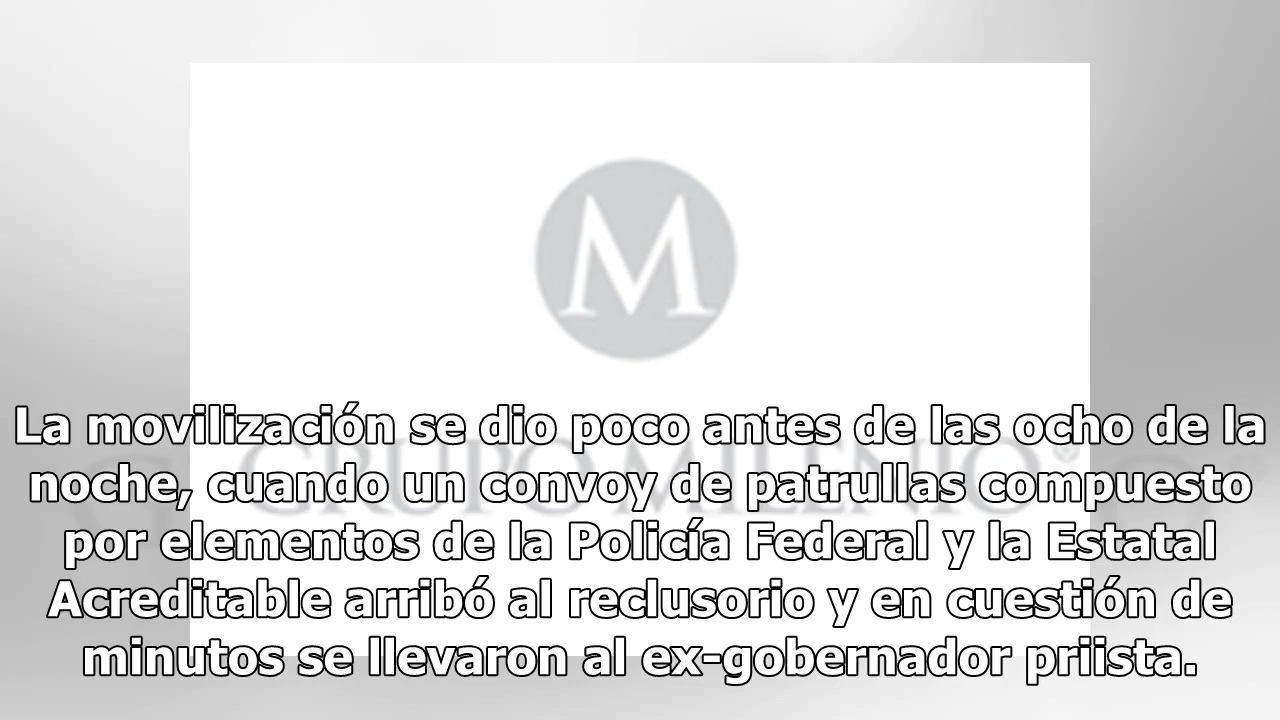 M
GRUPO MILENIO®
La movilización se dio poco antes de las ocho de la
noche, cuando un convoy de patrullas compuesto
por elementos de la Policía Federal y la Estatal
Acreditable arribó al reclusorio y en cuestión de
minutos se llevaron al ex-gobernador priista.